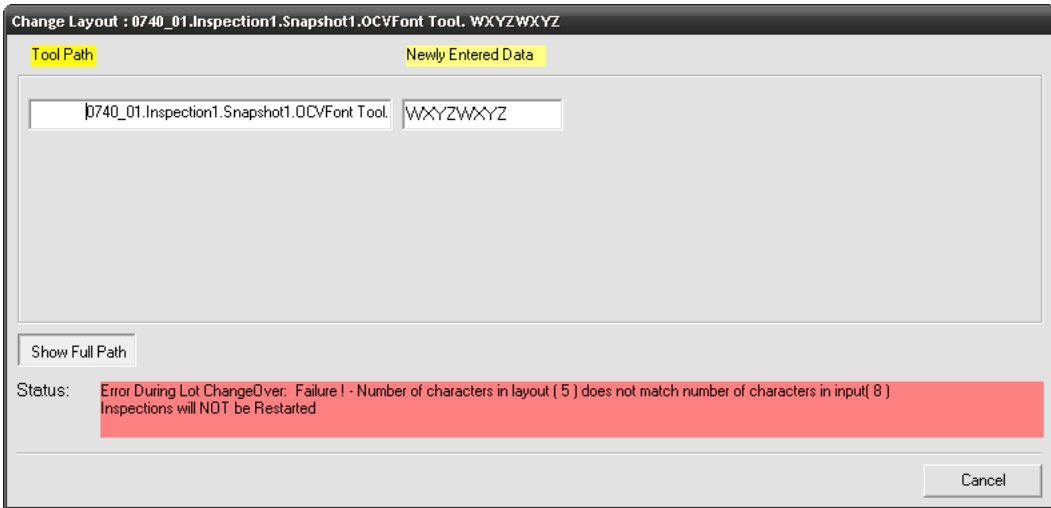 Change Layout : 0740_01.Inspection1.Snapshot1.OCVFont Tool. WXYZWXYZ
Tool Path Newly Entered Data
0740_01.Inspection1.Snapshot1.OCVFont Tool. WXYZWXYZ
Show Full Path
Status: Error During Lot ChangeOver: Failure ! - Number of characters in layout ( 5 ) does not match number of characters in input( 8 )
Inspections will NOT be Restarted
Cancel